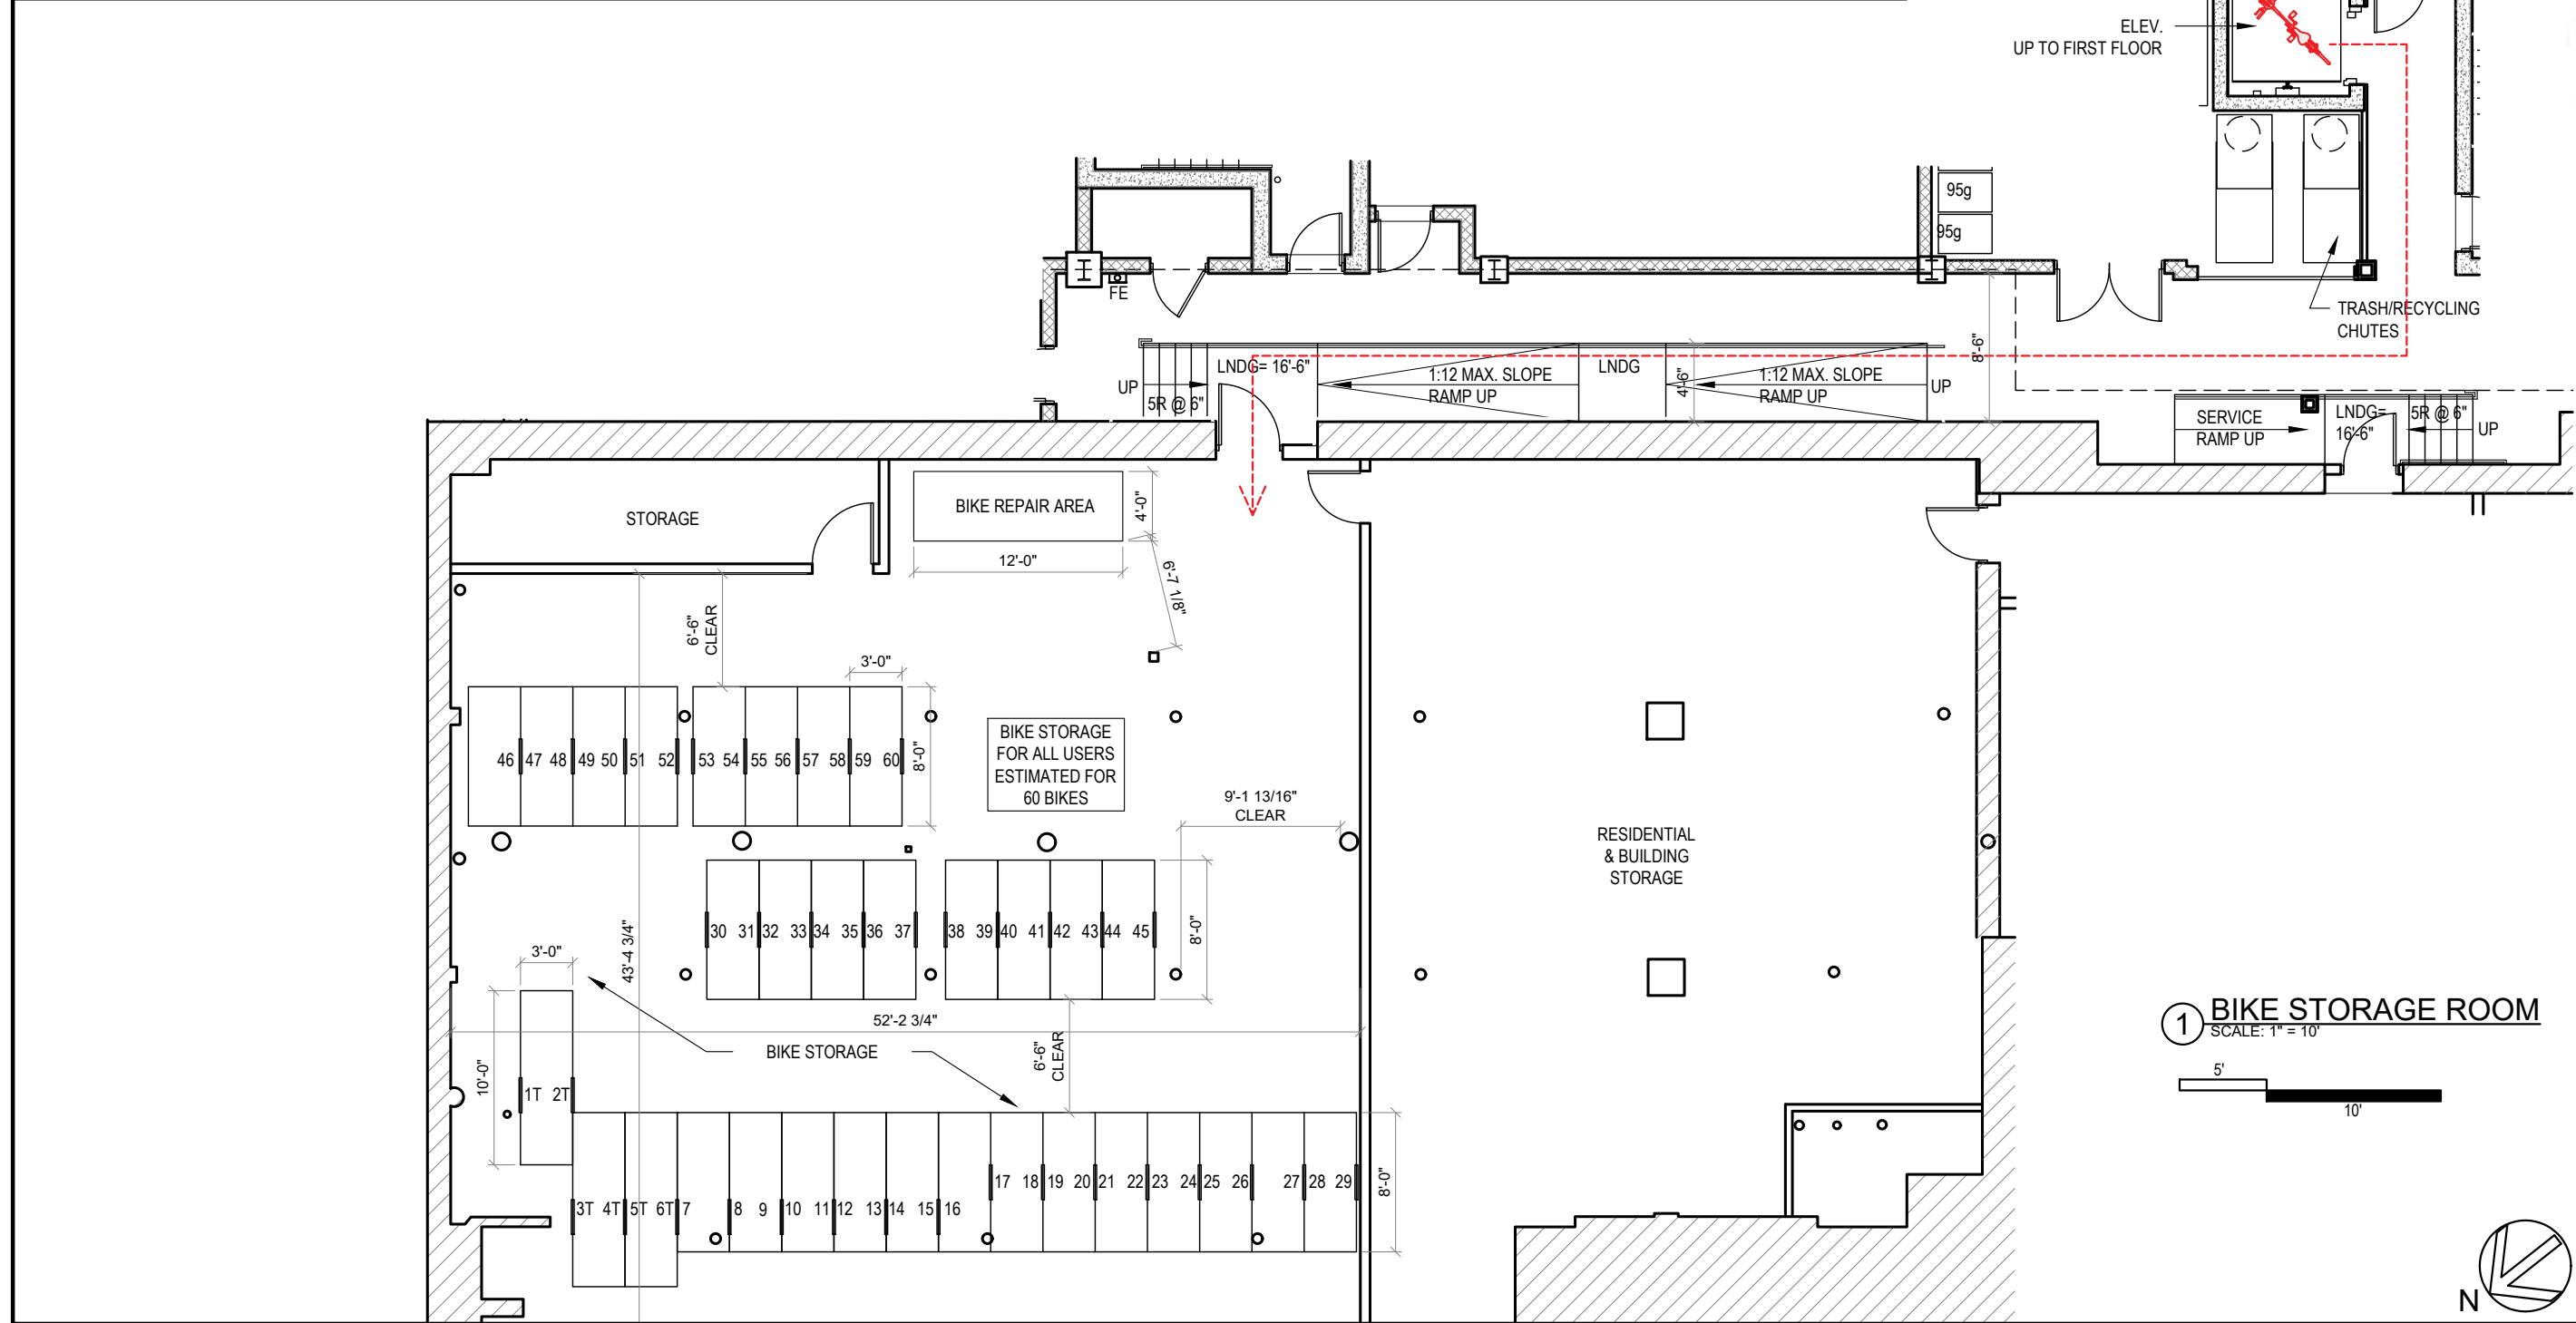 ELEV.
UP TO FIRST FLOOR
95g
95g
FE
TRASH/RECYCLING
CHUTES
8'-6"
LNDG= 16'-6"
UP
5R @ 6"
1:12 MAX. SLOPE
RAMP UP
LNDG
4'-6"
1:12 MAX. SLOPE
RAMP UP
UP
SERVICE
RAMP UP
LNDG=
16'-6"
5R @ 6"
UP
STORAGE
BIKE REPAIR AREA
4'-0"
12'-0"
6'-7 1/8"
6'-6"
CLEAR
3'-0"
46 47 48 49 50 51 52 53 54 55 56 57 58 59 60
8'-0"
BIKE STORAGE
FOR ALL USERS
ESTIMATED FOR
60 BIKES
9'-1 13/16"
CLEAR
RESIDENTIAL
& BUILDING
STORAGE
30 31 32 33 34 35 36 37 38 39 40 41 42 43 44 45
8'-0"
43'-4 3/4"
3'-0"
52'-2 3/4"
BIKE STORAGE
6'-6"
CLEAR
10'-0"
1T 2T
3T 4T 5T 6T 7 8 9 10 11 12 13 14 15 16
17 18 19 20 21 22 23 24 25 26 27 28 29
8'-0"
1
BIKE STORAGE ROOM
SCALE: 1" = 10'
5'
10'
N